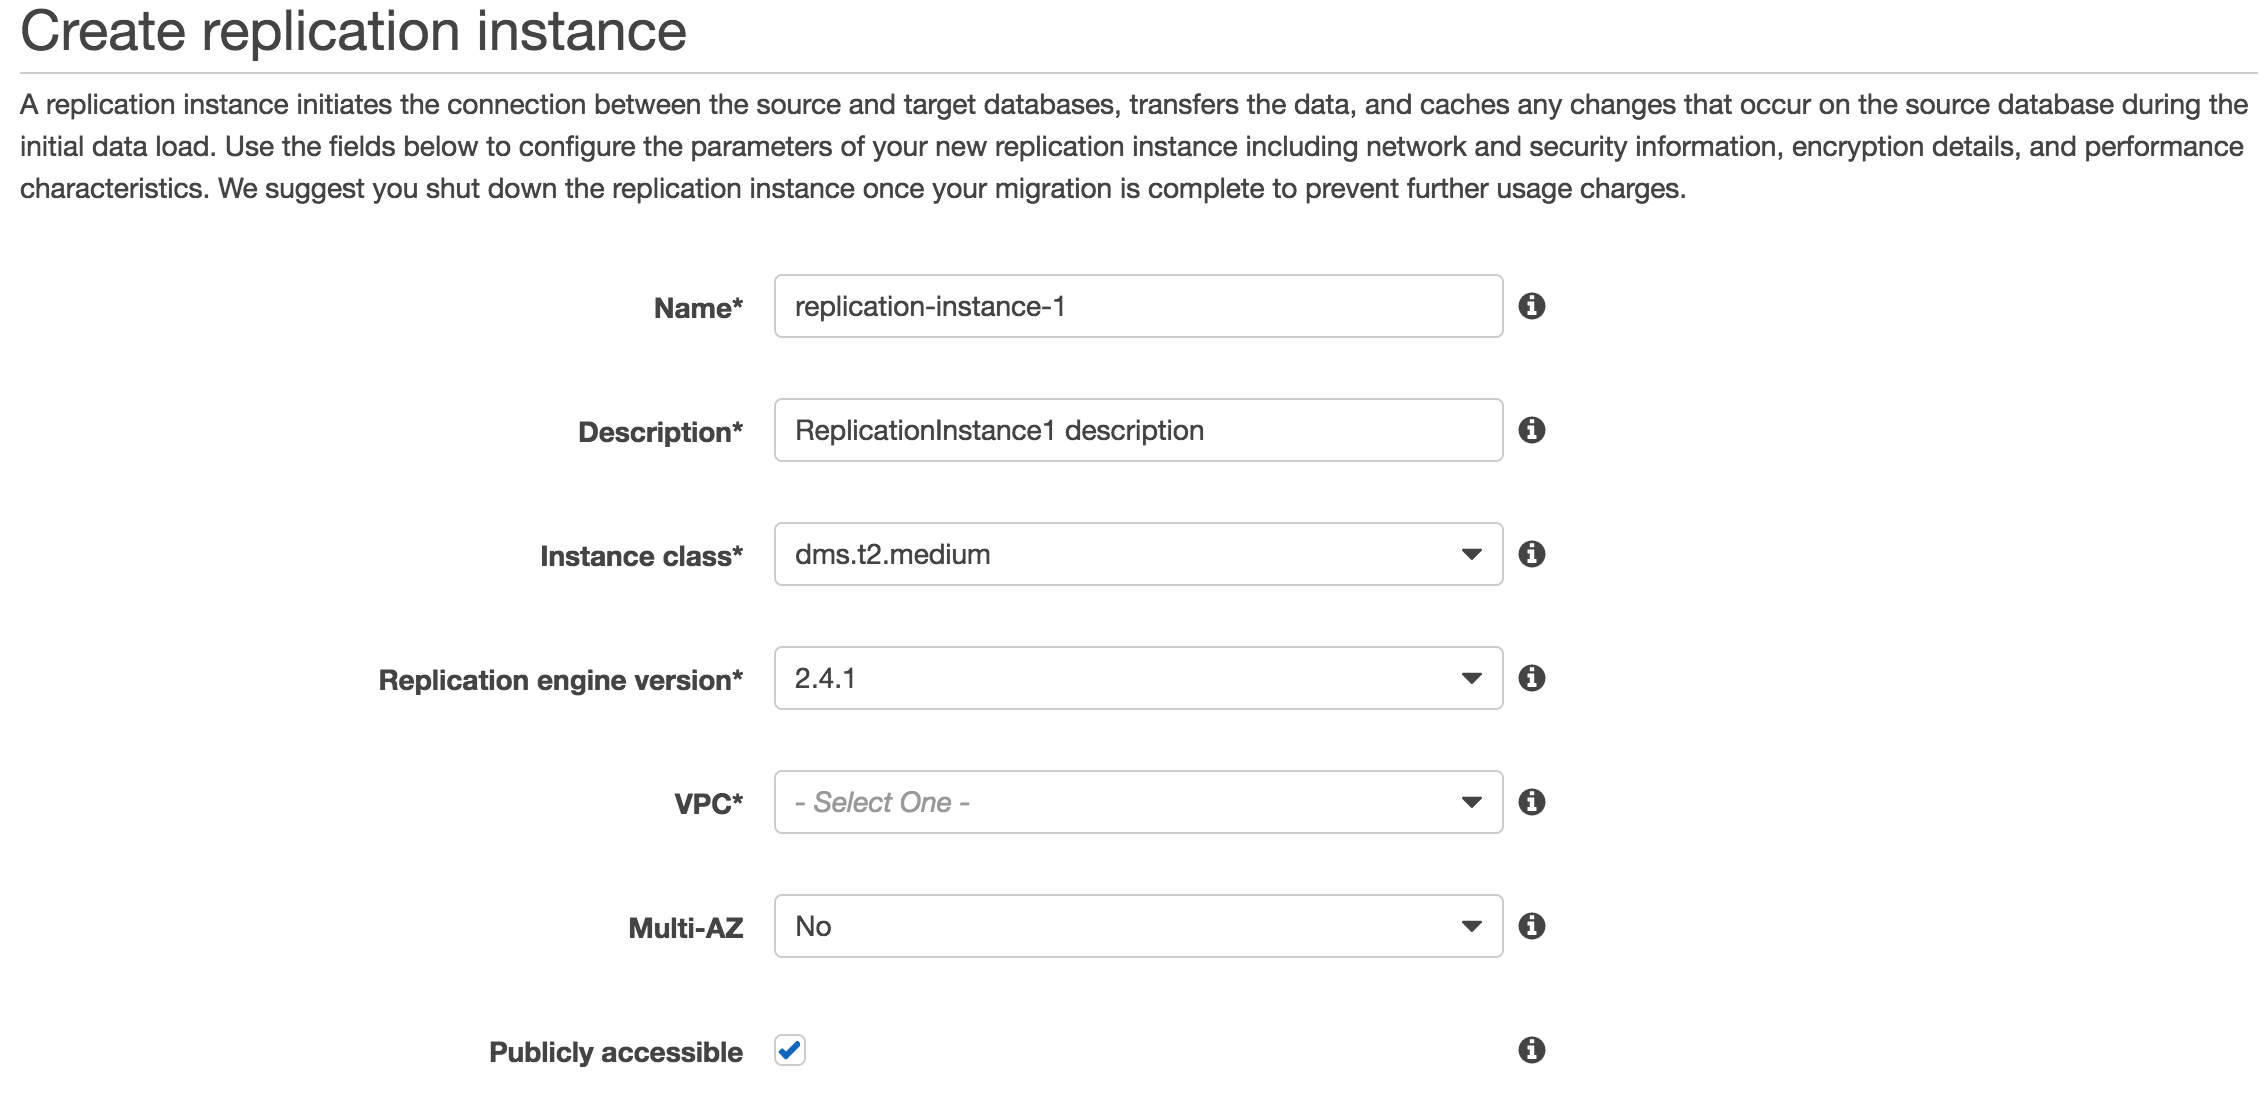 Create replication instance
A replication instance initiates the connection between the source and target databases, transfers the data, and caches any changes that occur on the source database during the
initial data load. Use the fields below to configure the parameters of your new replication instance including network and security information, encryption details, and performance
characteristics. We suggest you shut down the replication instance once your migration is complete to prevent further usage charges.
Name* replication-instance-1
Description* ReplicationInstance1 description
Instance class* dms.t2.medium
Replication engine version* 2.4.1
VPC* - Select One -
Multi-AZ No
Publicly accessible